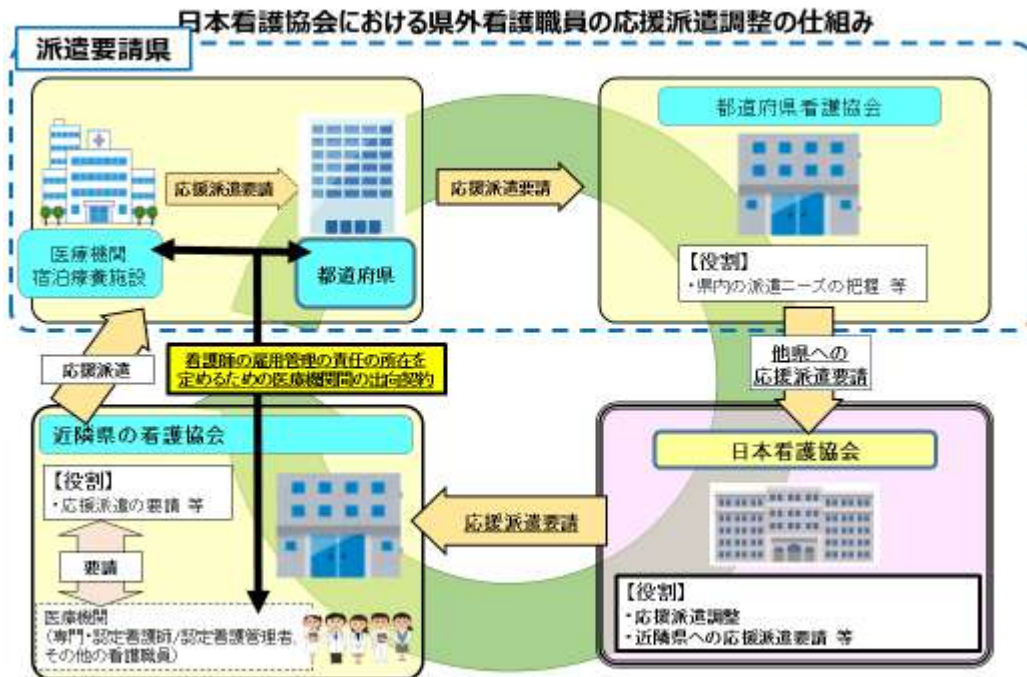 日本看護協会における県外看護職員の応援派遣調整の仕組み
派遣要請県
応援派遣要請
医療機関
宿泊療養施設
都道府県
応援派遣要請
都道府県看護協会
【役割】
・県内の派遣ニーズの把握 等
他県への
応援派遣要請
日本看護協会
【役割】
・応援派遣調整
・近隣県への応援派遣要請 等
応援派遣要請
近隣県の看護協会
【役割】
・応援派遣の要請 等
要請
医療機関
(専門・認定看護師/認定看護管理者、
その他の看護職員)
応援派遣
看護師の雇用管理の責任の所在を
定めるための医療機関間の出向契約